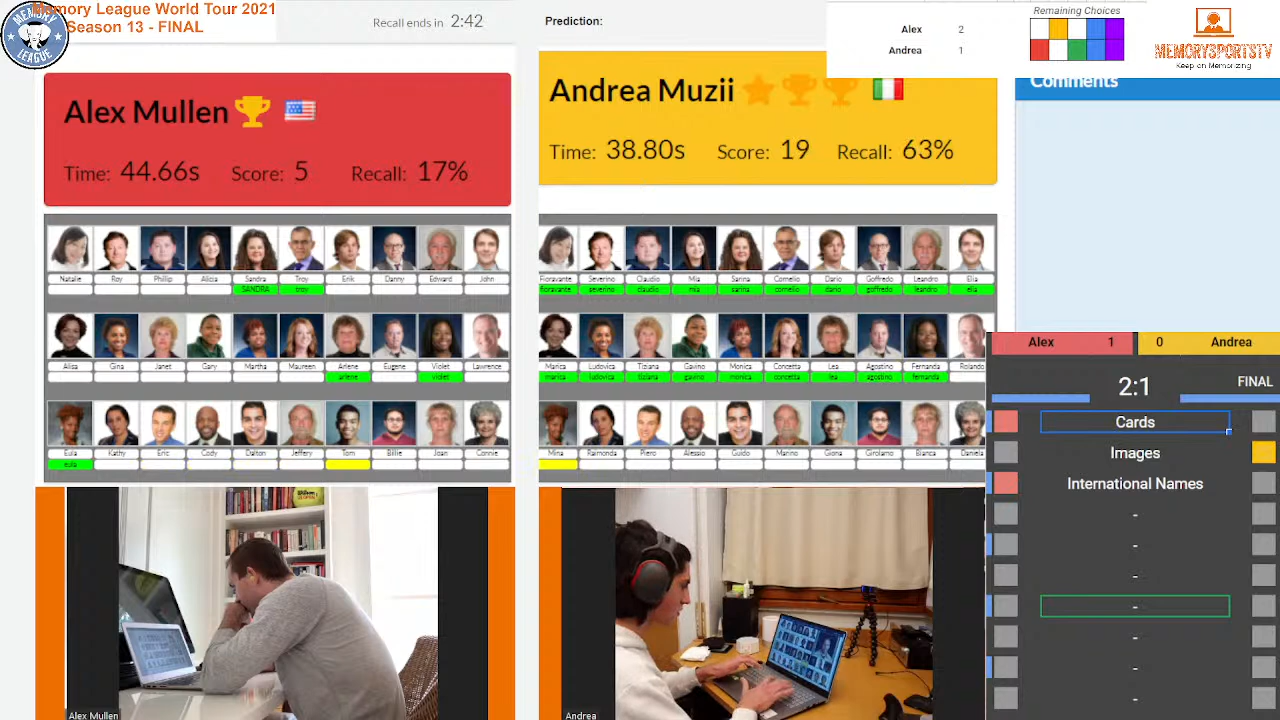 Memory League World Tour 2021
Season 13 - FINAL
MEMORY
LEAGUE
Recall ends in 2:42
Prediction:
Alex 2
Andrea 1
Remaining Choices
MEMORYSPORTSTV
Keep on Memorizing
Alex Mullen
Time: 44.66s Score: 5 Recall: 17%
Andrea Muzii
Time: 38.80s Score: 19 Recall: 63%
Comments
Natalie Roy Phillip Alicia Sandra Troy Erik Danny Edward John
SANDRA troy
Alisa Gina Janet Gary Martha Maureen Arlene Eugene Violet Lawrence
arlene violet
Eula Kathy Eric Cody Dalton Jeffery Tom Billie Joan Connie
eula
Fioravante Severino Claudio Mia Sarina Cornelio Dario Goffredo Leandro Elia
fioravante severino claudio mia sarina cornelio dario goffredo leandro elia
Marica Ludovica Tiziana Gavino Monica Concetta Lea Agostino Fernanda Rolando
marica ludovica tiziana gavino monica concetta lea agostino fernanda
Mina Raimonda Piero Alessio Guido Marino Giona Girolamo Bianca Daniela
Alex 1 0 Andrea
2:1 FINAL
Cards
Images
International Names
-
-
-
-
-
-
-
Alex Mullen
Andrea